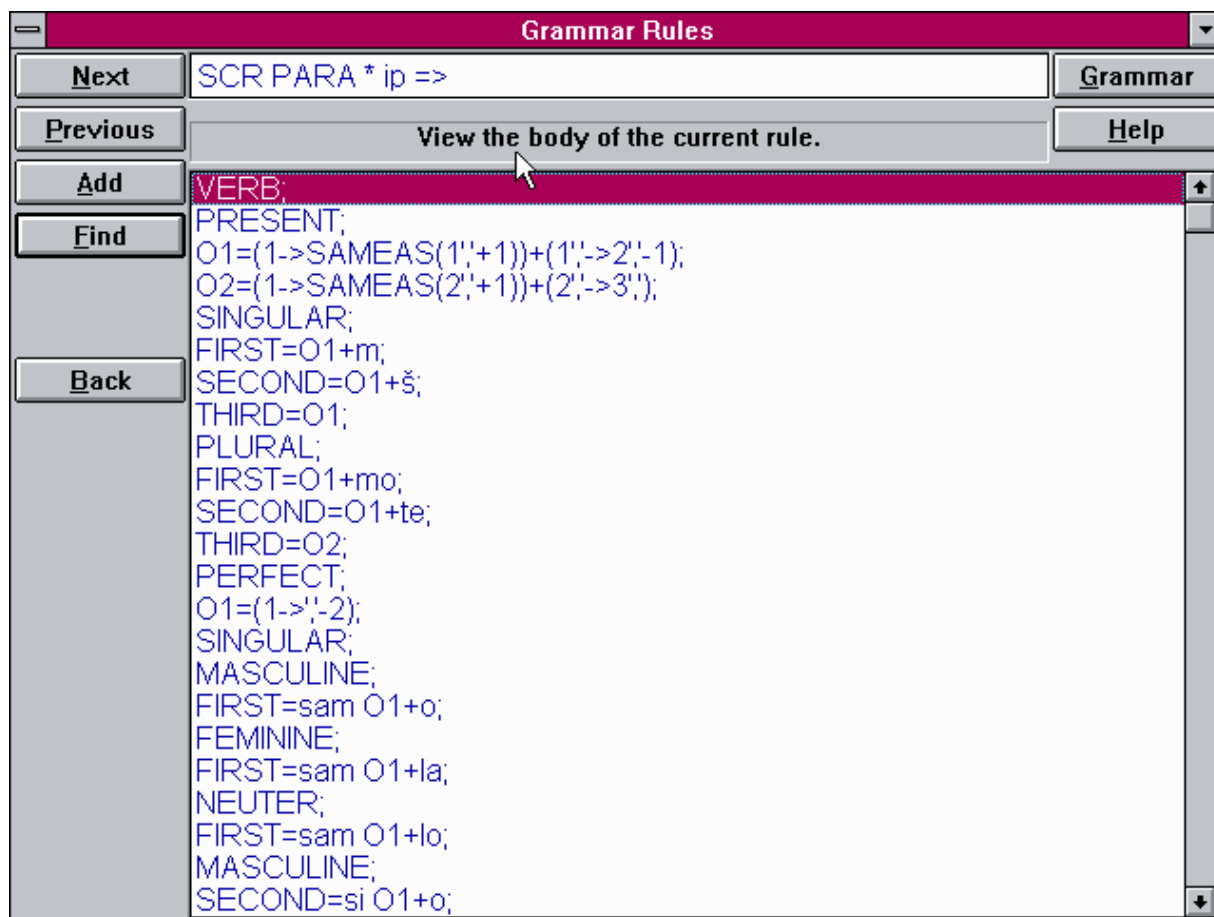 Grammar Rules
Next
SCR PARA * ip =>
Grammar
Previous
View the body of the current rule.
Help
Add
Find
Back
VERB;
PRESENT;
O1=(1->SAMEAS(1','+1))+(1','->2','-1);
O2=(1->SAMEAS(2','+1))+(2','->3',');
SINGULAR;
FIRST=O1+m;
SECOND=O1+š;
THIRD=O1;
PLURAL;
FIRST=O1+mo;
SECOND=O1+te;
THIRD=O2;
PERFECT;
O1=(1->','-2);
SINGULAR;
MASCULINE;
FIRST=sam O1+o;
FEMININE;
FIRST=sam O1+la;
NEUTER;
FIRST=sam O1+lo;
MASCULINE;
SECOND=si O1+o;